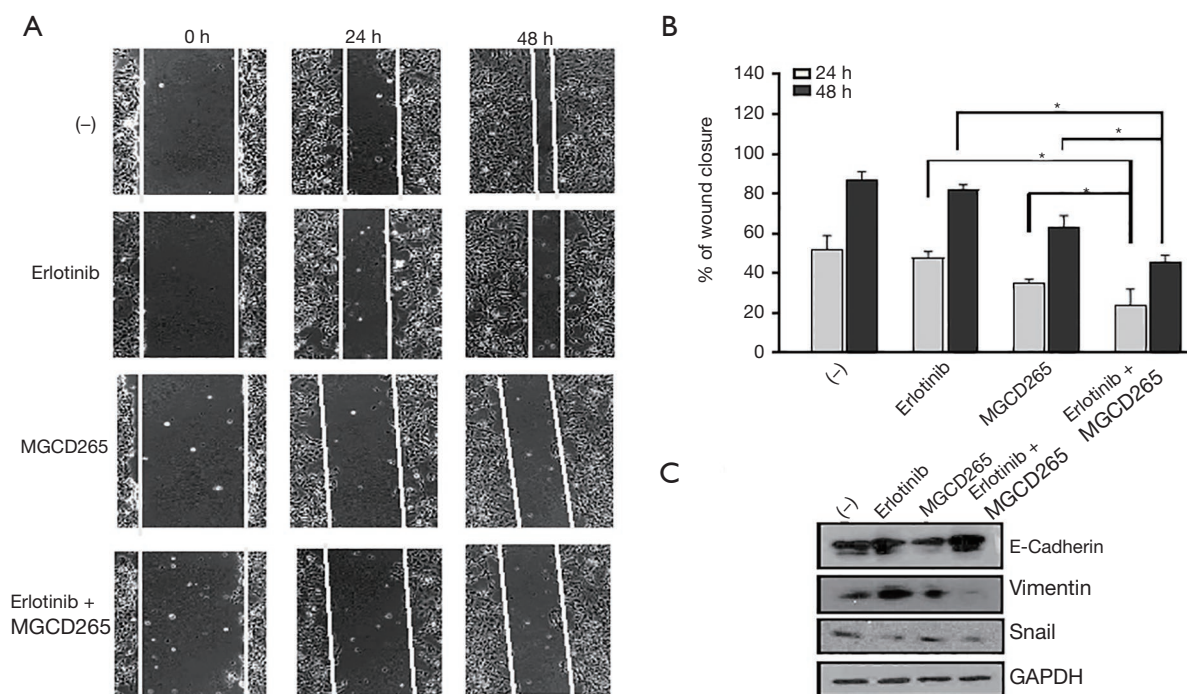 A
0 h 24 h 48 h
(–)
Erlotinib
MGCD265
Erlotinib +
MGCD265
B
24 h
48 h
% of wound closure
140
120
100
80
60
40
20
0
*
*
*
*
(–)
Erlotinib
MGCD265
Erlotinib +
MGCD265
C
(–)
Erlotinib
MGCD265
Erlotinib +
MGCD265
E-Cadherin
Vimentin
Snail
GAPDH